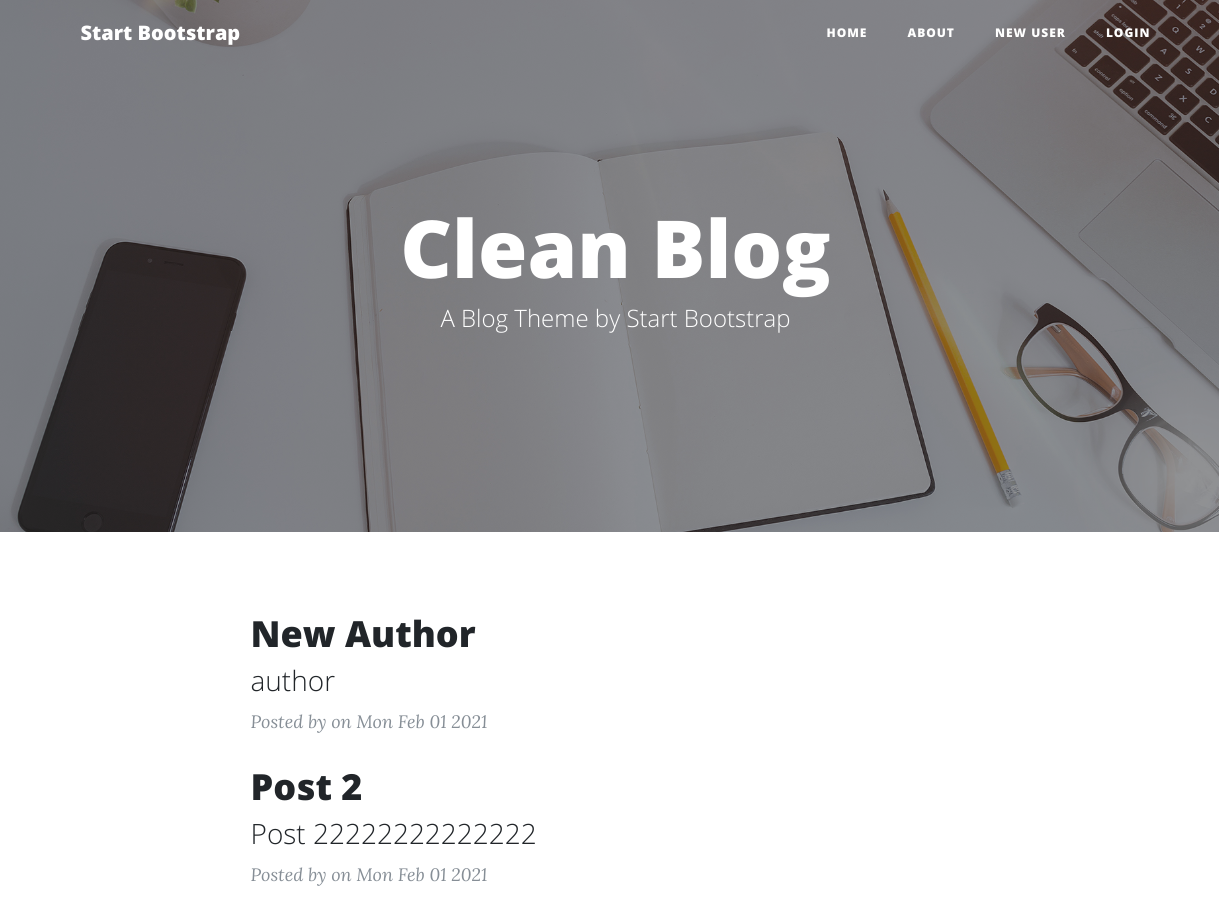 Start Bootstrap
HOME
ABOUT
NEW USER
LOGIN
Clean Blog
A Blog Theme by Start Bootstrap
New Author
author
Posted by on Mon Feb 01 2021
Post 2
Post 22222222222222
Posted by on Mon Feb 01 2021